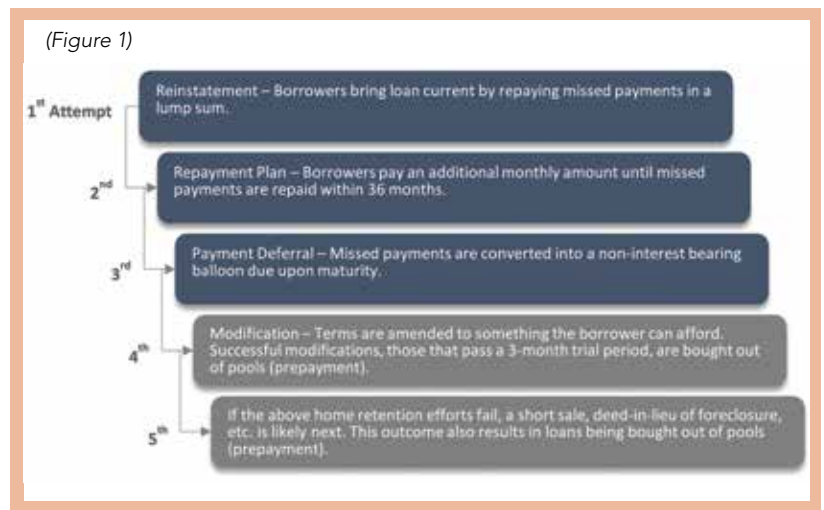 (Figure 1)
1st Attempt
Reinstatement – Borrowers bring loan current by repaying missed payments in a
lump sum.
2nd
Repayment Plan – Borrowers pay an additional monthly amount until missed
payments are repaid within 36 months.
3rd
Payment Deferral – Missed payments are converted into a non-interest bearing
balloon due upon maturity.
4th
Modification – Terms are amended to something the borrower can afford.
Successful modifications, those that pass a 3-month trial period, are bought out
of pools (prepayment).
5th
If the above home retention efforts fail, a short sale, deed-in-lieu of foreclosure,
etc. is likely next. This outcome also results in loans being bought out of pools
(prepayment).